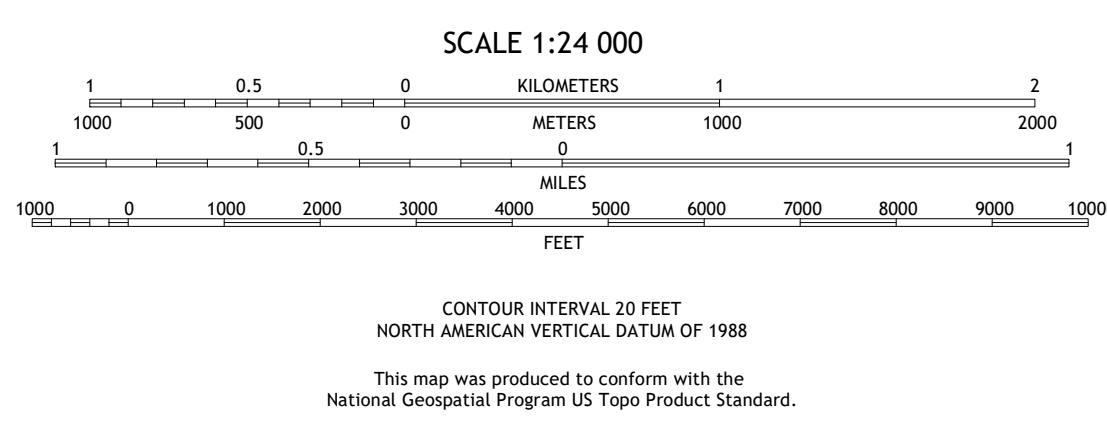 SCALE 1:24 000
1 0.5 0 KILOMETERS 1 2
1000 500 0 METERS 1000 2000
1 0.5 0 1
MILES
1000 0 1000 2000 3000 4000 5000 6000 7000 8000 9000 1000
FEET
CONTOUR INTERVAL 20 FEET
NORTH AMERICAN VERTICAL DATUM OF 1988
This map was produced to conform with the
National Geospatial Program US Topo Product Standard.